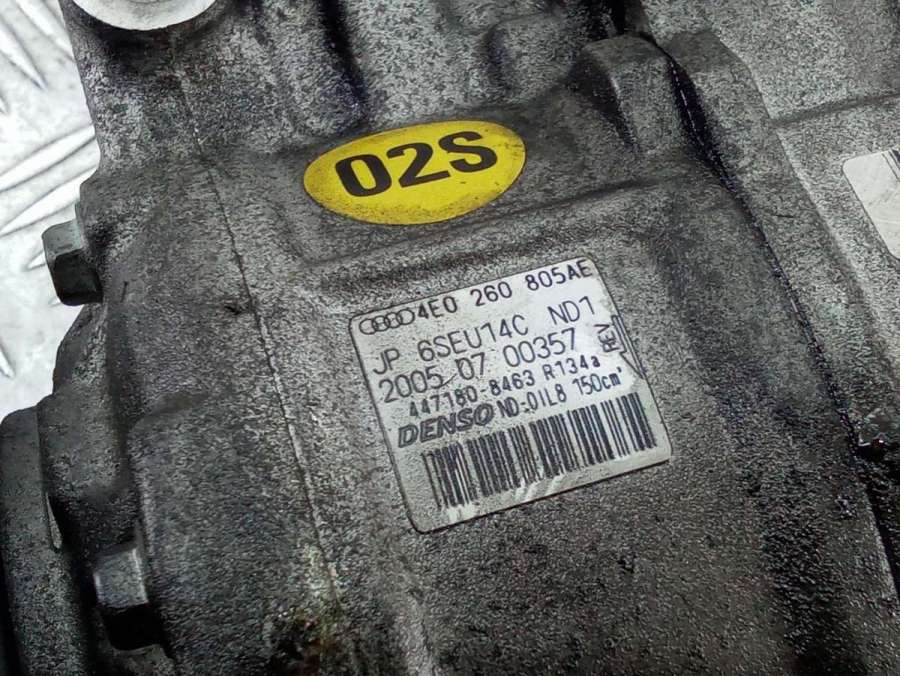 02S
4E0 260 805AE
JP 6SEU14C ND1
2005.07 00357 REV
447180-8463 R134a
DENSO ND-OIL8 150cm³